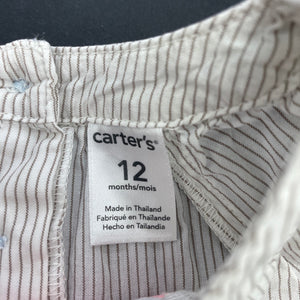 carter's®
12
months/mois
Made in Thailand
Fabriqué en Thaïlande
Hecho en Tailandia